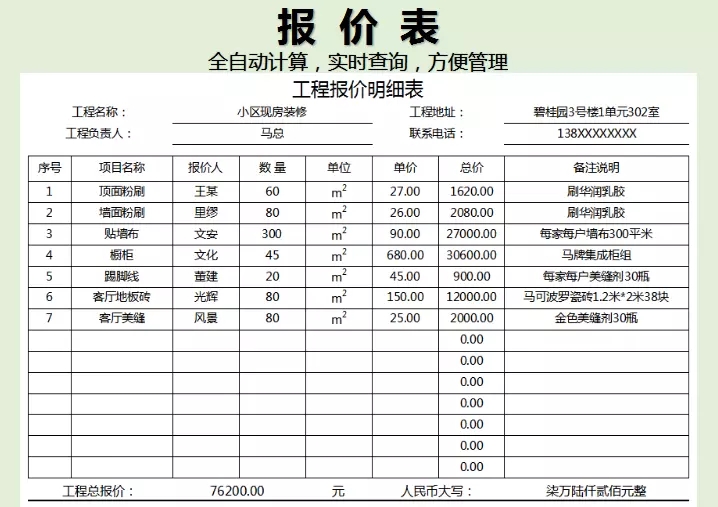 报 价 表
全自动计算，实时查询，方便管理
工程报价明细表
工程名称： 小区现房装修 工程地址： 碧桂园3号楼1单元302室
工程负责人： 马总 联系电话： 138XXXXXXXX
序号 项目名称 报价人 数 量 单位 单价 总价 备注说明
1 顶面粉刷 王某 60 m² 27.00 1620.00 刷华润乳胶
2 墙面粉刷 里缪 80 m² 26.00 2080.00 刷华润乳胶
3 贴墙布 文安 300 m² 90.00 27000.00 每家每户墙布300平米
4 橱柜 文化 45 m² 680.00 30600.00 马牌集成柜组
5 踢脚线 董建 20 m² 45.00 900.00 每家每户美缝剂30瓶
6 客厅地板砖 光辉 80 m² 150.00 12000.00 马可波罗瓷砖1.2米*2米38块
7 客厅美缝 风景 80 m² 25.00 2000.00 金色美缝剂30瓶
0.00
0.00
0.00
0.00
0.00
0.00
0.00
工程总报价： 76200.00 元 人民币大写： 柒万陆仟贰佰元整